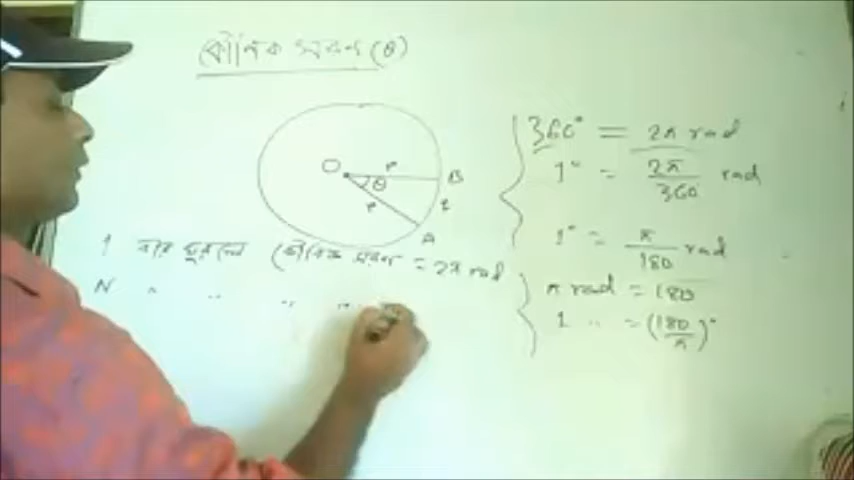 কৌণিক সরণ (θ)
O r B
θ
r l
A
1 বার ঘুরলে কৌণিক সরণ = 2π rad
N " " " "
360° = 2π rad
1° = 2π/360 rad
1° = π/180 rad
π rad = 180
1 " = (180/π)°